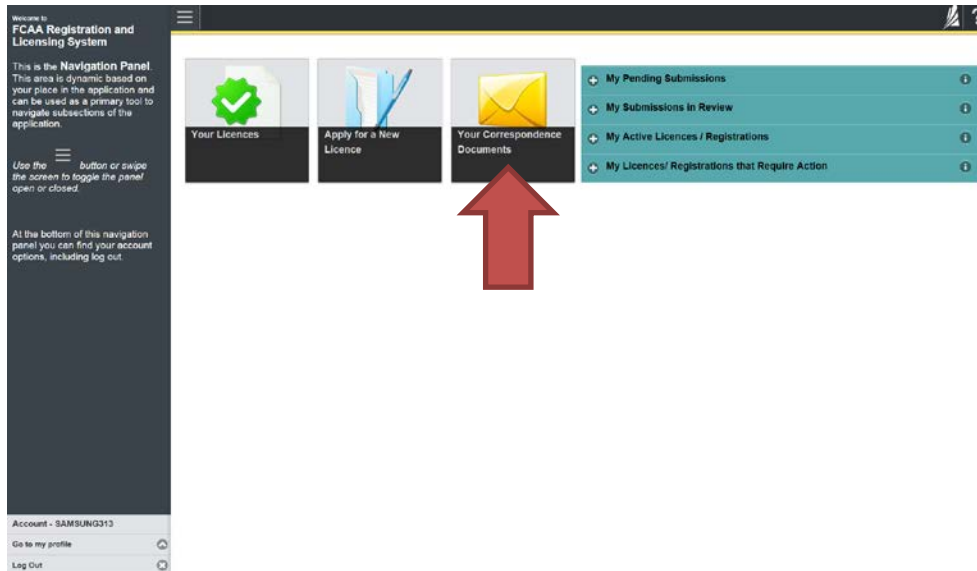 Welcome to
FCAA Registration and
Licensing System
This is the Navigation Panel.
This area is dynamic based on
your place in the application and
can be used as a primary tool to
navigate subsections of the
application.
Use the button or swipe
the screen to toggle the panel
open or closed.
At the bottom of this navigation
panel you can find your account
options, including log out.
Account - SAMSUNG313
Go to my profile
Log Out
?
Your Licences
Apply for a New
Licence
Your Correspondence
Documents
My Pending Submissions
My Submissions in Review
My Active Licences / Registrations
My Licences/ Registrations that Require Action